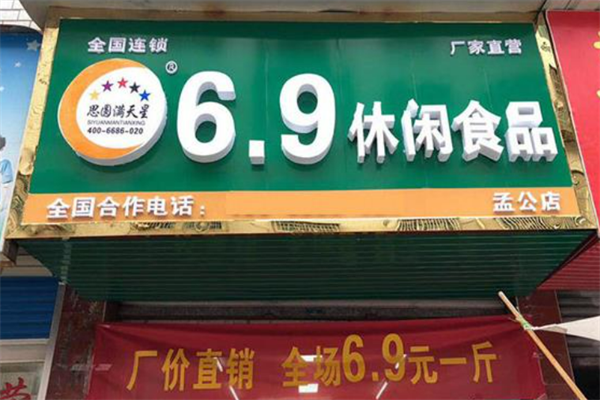 全国连锁
厂家直营
思圆满天星
SIYUANMANTIANXING
400-6686-020
®
6.9休闲食品
全国合作电话：
孟公店
厂价直销 全场6.9元一斤